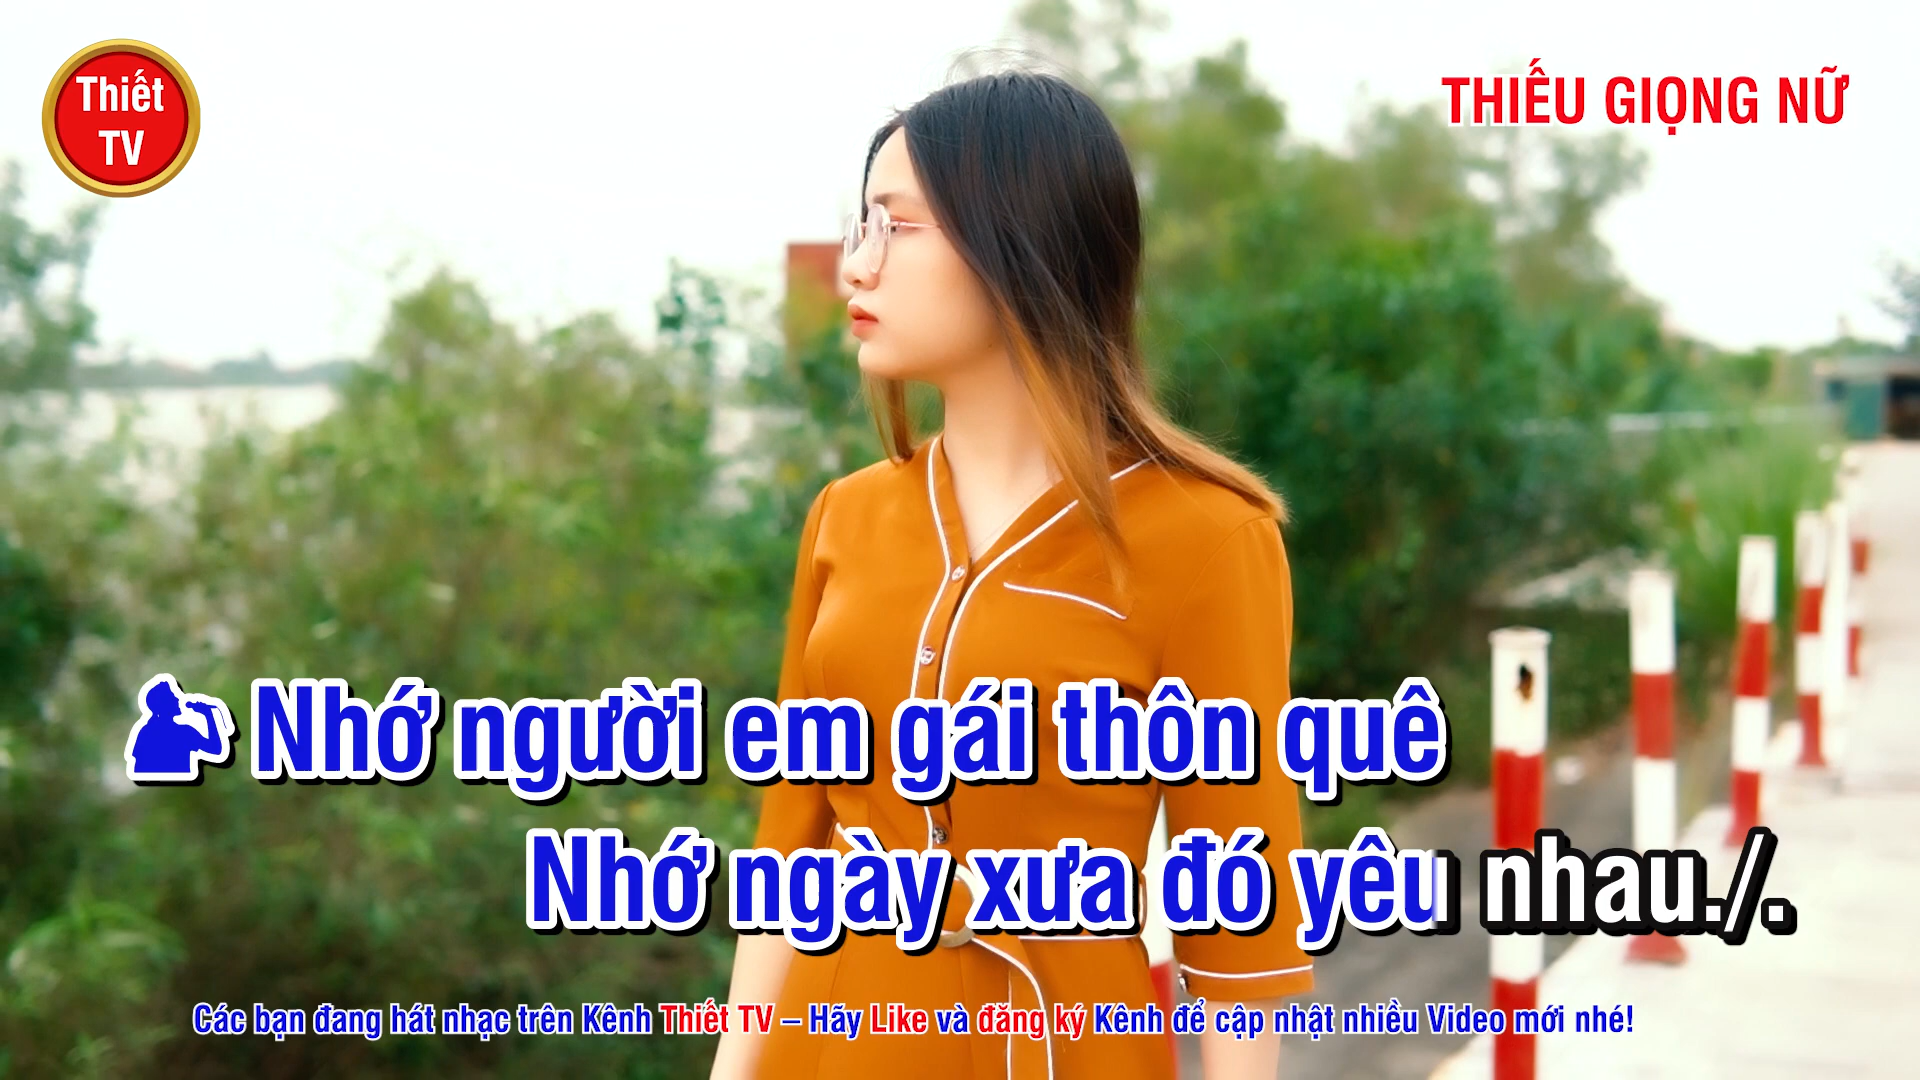 Thiết
TV
THIẾU GIỌNG NỮ
Nhớ người em gái thôn quê
Nhớ ngày xưa đó yêu nhau./.
Các bạn đang hát nhạc trên Kênh Thiết TV – Hãy Like và đăng ký Kênh để cập nhật nhiều Video mới nhé!